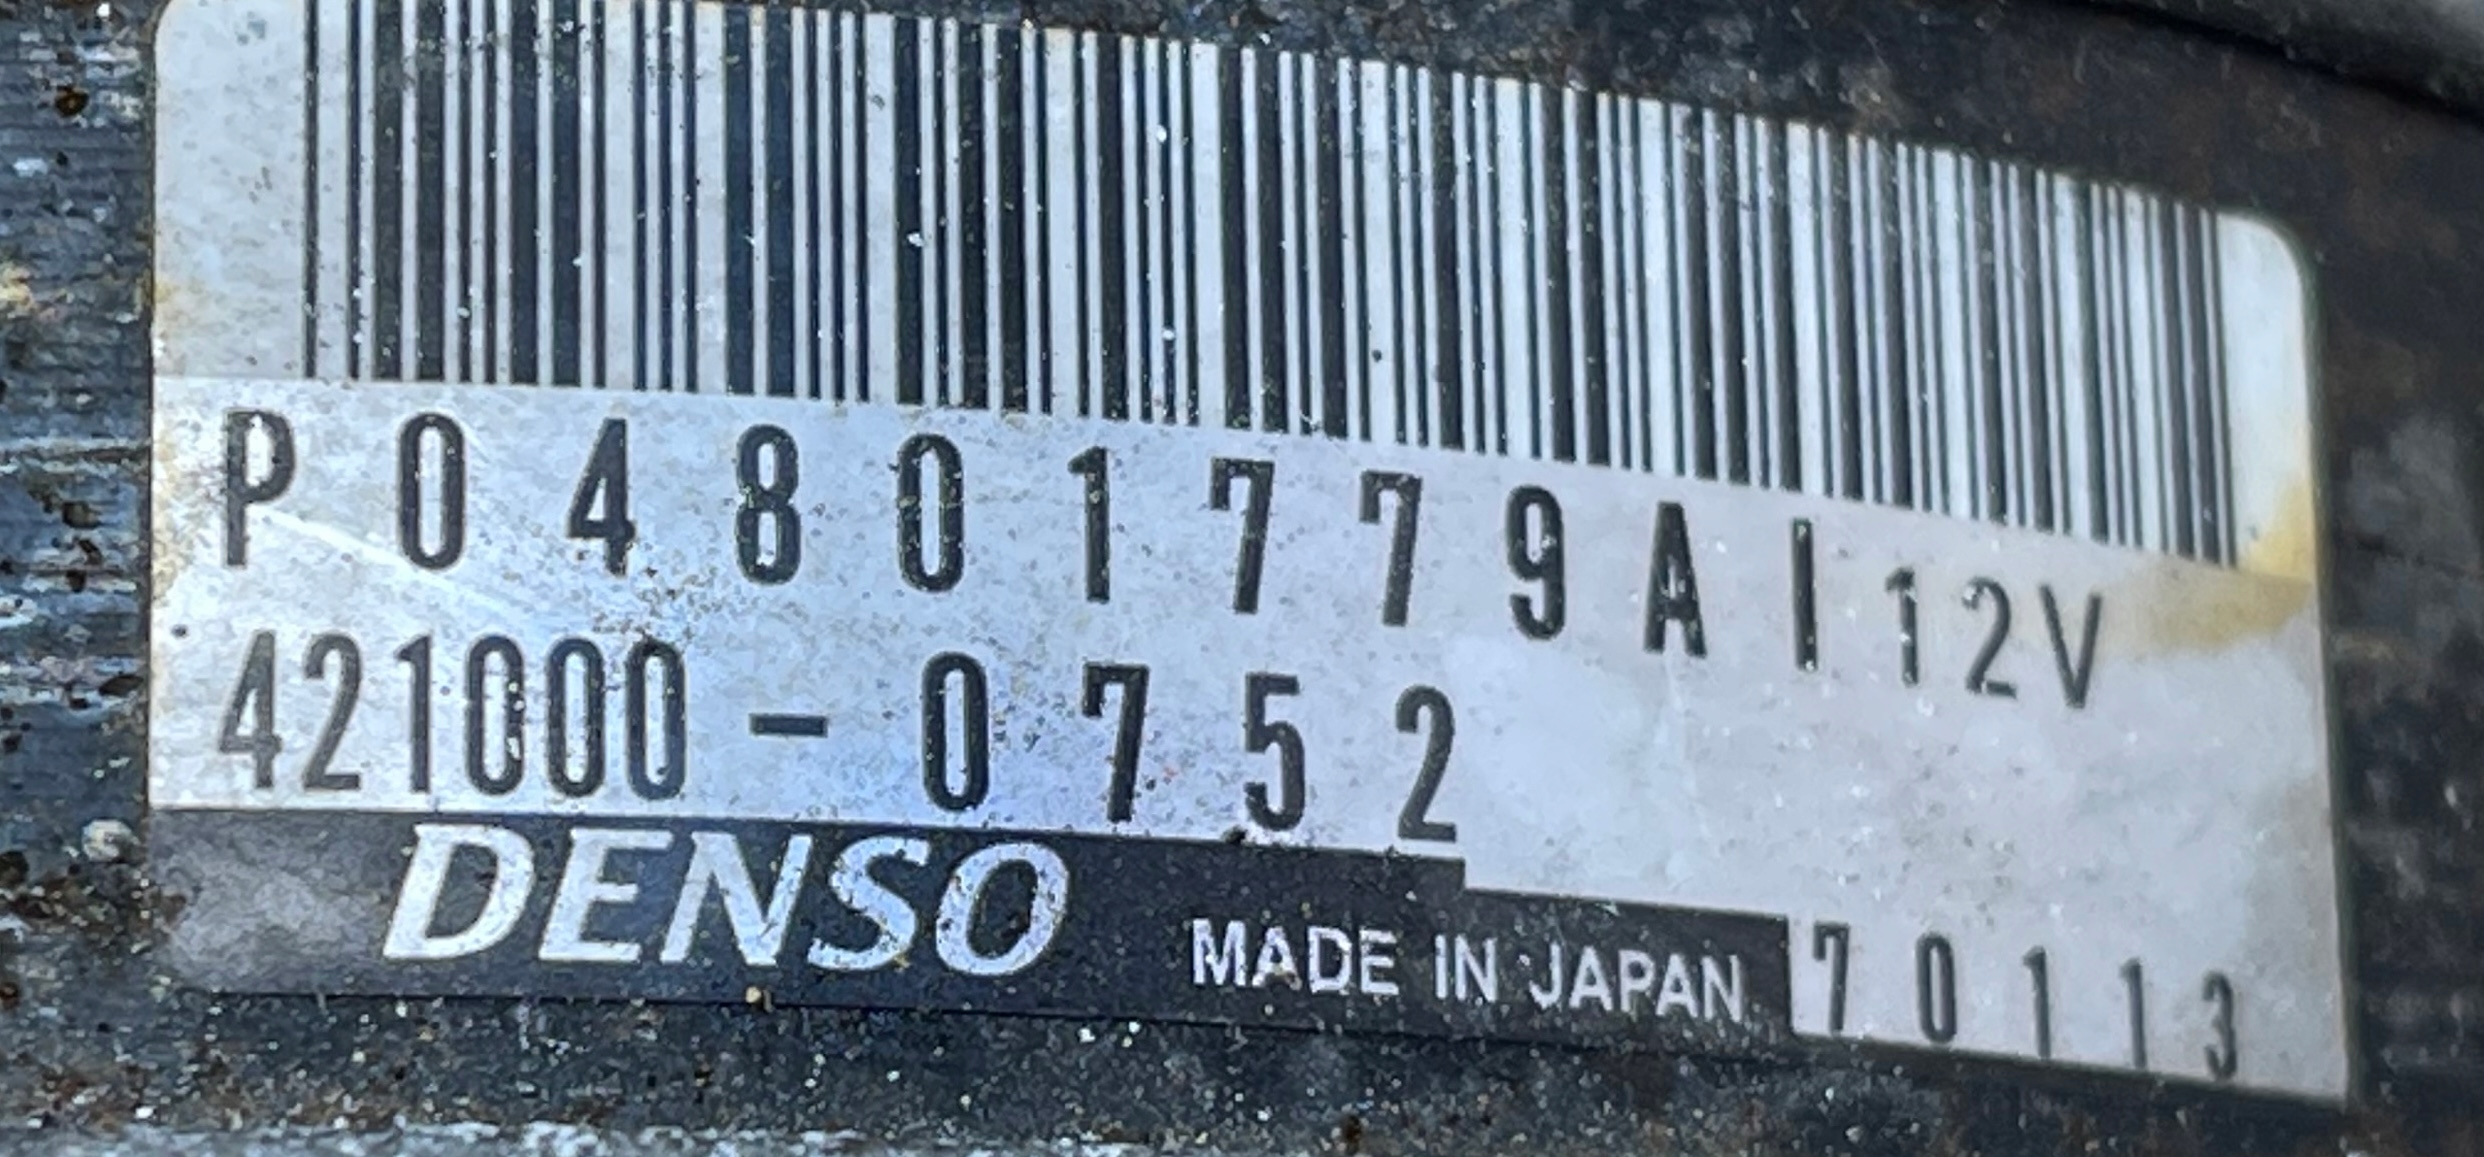 P04801779AI 12V
421000-0752
DENSO MADE IN JAPAN 70113